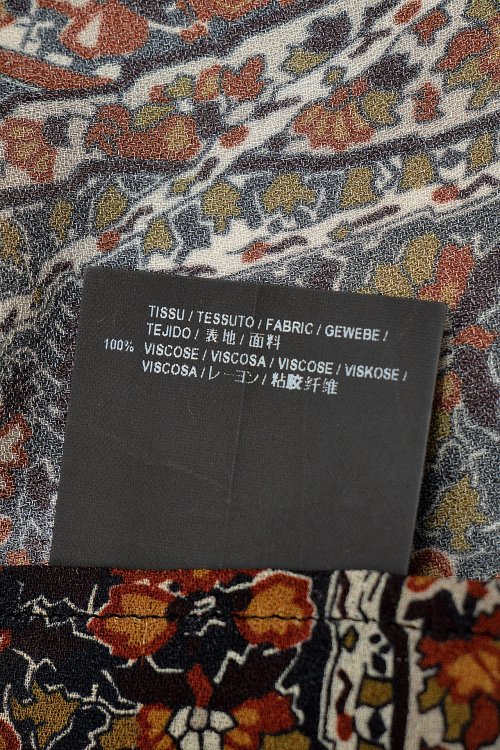 TISSU / TESSUTO / FABRIC / GEWEBE /
TEJIDO / 表地 / 面料
100% VISCOSE / VISCOSA / VISCOSE / VISKOSE /
VISCOSA / レーヨン / 粘胶纤维